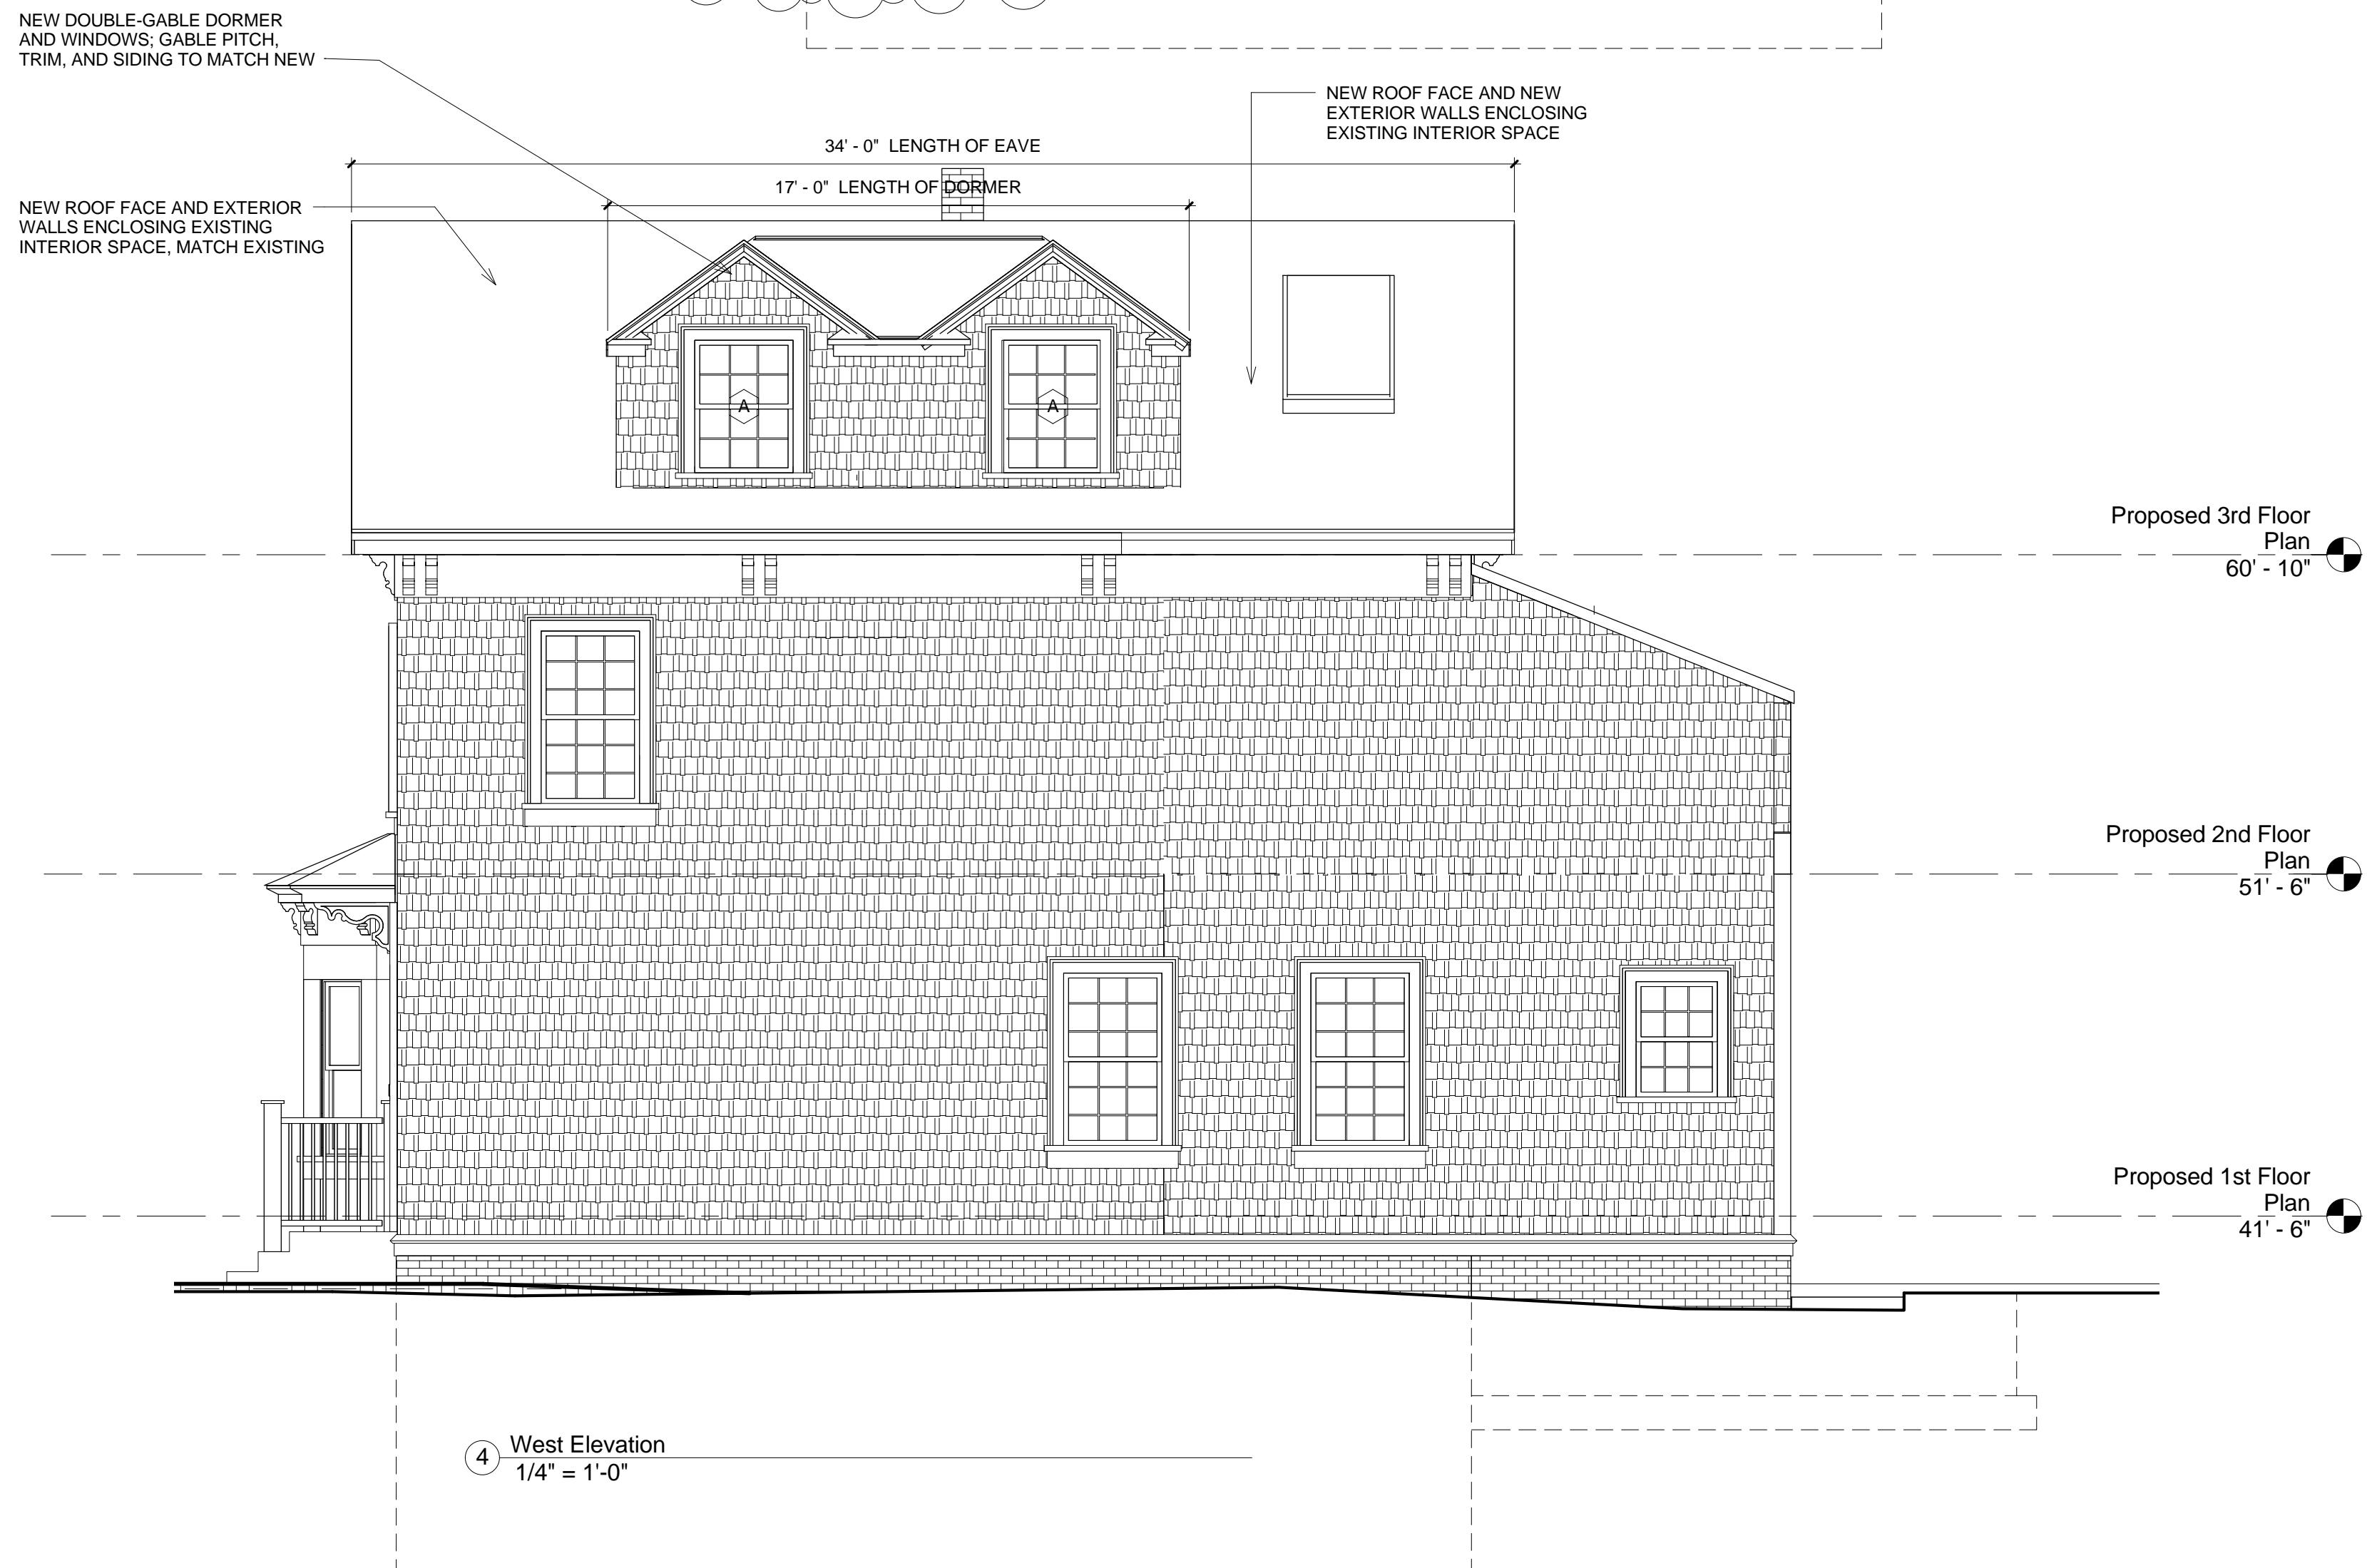 NEW DOUBLE-GABLE DORMER
AND WINDOWS; GABLE PITCH,
TRIM, AND SIDING TO MATCH NEW
NEW ROOF FACE AND NEW
EXTERIOR WALLS ENCLOSING
EXISTING INTERIOR SPACE
34' - 0" LENGTH OF EAVE
17' - 0" LENGTH OF DORMER
NEW ROOF FACE AND EXTERIOR
WALLS ENCLOSING EXISTING
INTERIOR SPACE, MATCH EXISTING
A
A
Proposed 3rd Floor
Plan
60' - 10"
Proposed 2nd Floor
Plan
51' - 6"
Proposed 1st Floor
Plan
41' - 6"
4
West Elevation
1/4" = 1'-0"